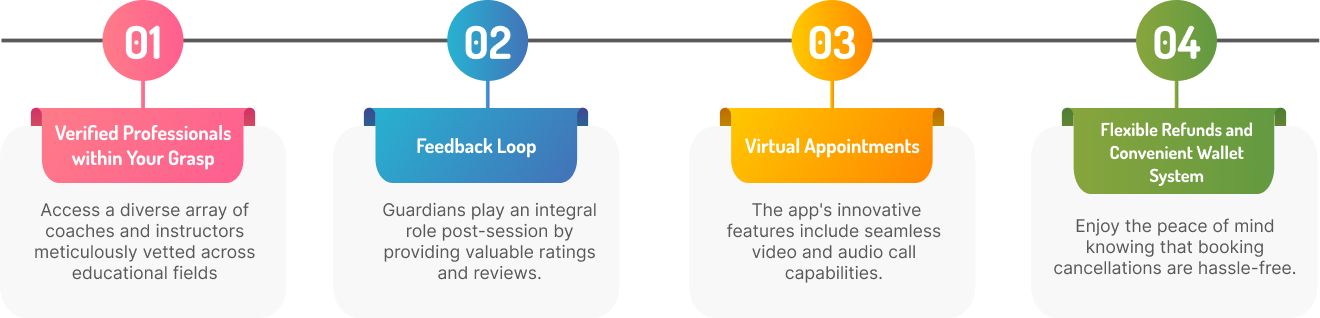 01
Verified Professionals
within Your Grasp
Access a diverse array of
coaches and instructors
meticulously vetted across
educational fields
02
Feedback Loop
Guardians play an integral
role post-session by
providing valuable ratings
and reviews.
03
Virtual Appointments
The app's innovative
features include seamless
video and audio call
capabilities.
04
Flexible Refunds and
Convenient Wallet
System
Enjoy the peace of mind
knowing that booking
cancellations are hassle-free.